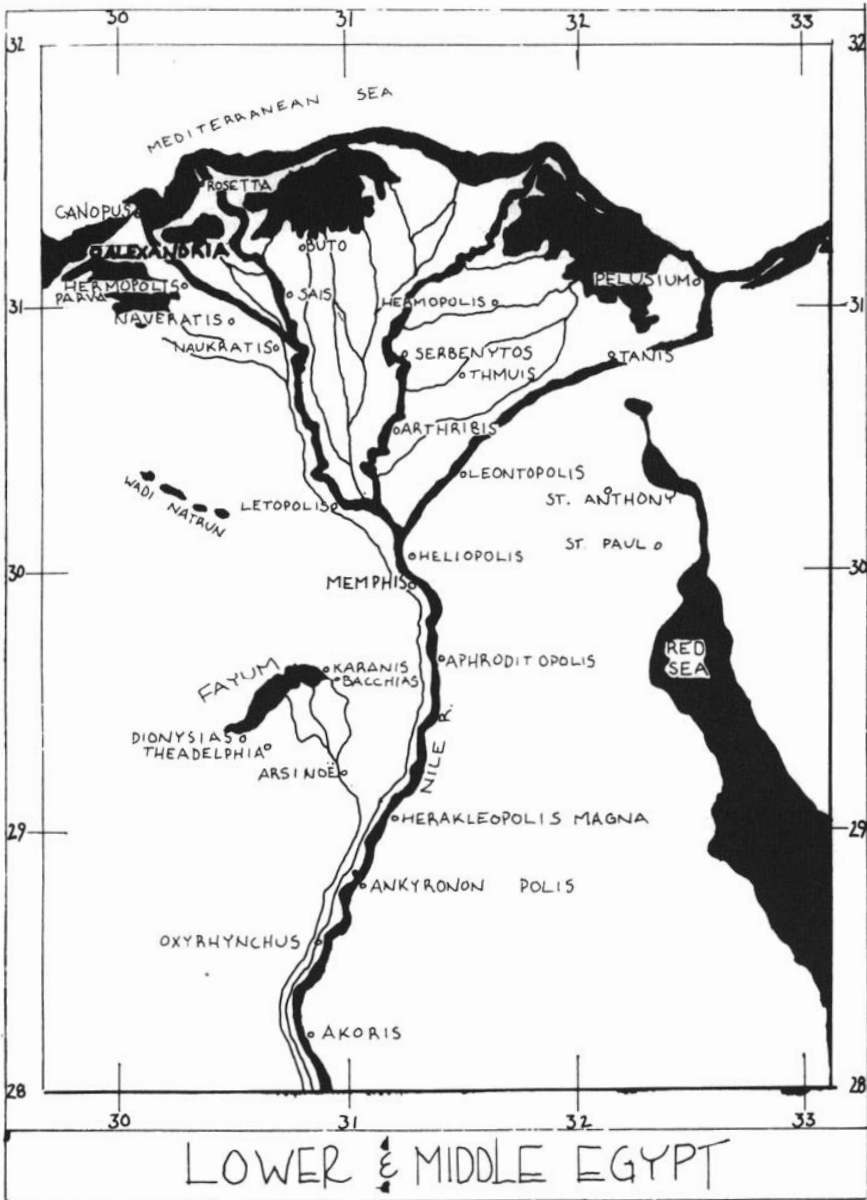 30 31 32 33
32 32
MEDITERRANEAN SEA
ROSETTA
CANOPUS
ALEXANDRIA
BUTO
HERMOPOLIS
PARVA
PELUSIUM
SAIS
HERMOPOLIS
31 31
NAVERATIS
NAUKRATIS
SERBENYTOS
TANIS
THMUIS
ARTHRIBIS
LEONTOPOLIS
WADI
NATRUN
ST. ANTHONY
LETOPOLIS
ST. PAUL
HELIOPOLIS
30 30
MEMPHIS
RED
SEA
APHRODITOPOLIS
FAYUM
KARANIS
BACCHIAS
NILE R.
DIONYSIAS
THEADELPHIA
ARSINOË
29 29
HERAKLEOPOLIS MAGNA
ANKYRONON POLIS
OXYRHYNCHUS
AKORIS
28 28
30 31 32 33
LOWER & MIDDLE EGYPT